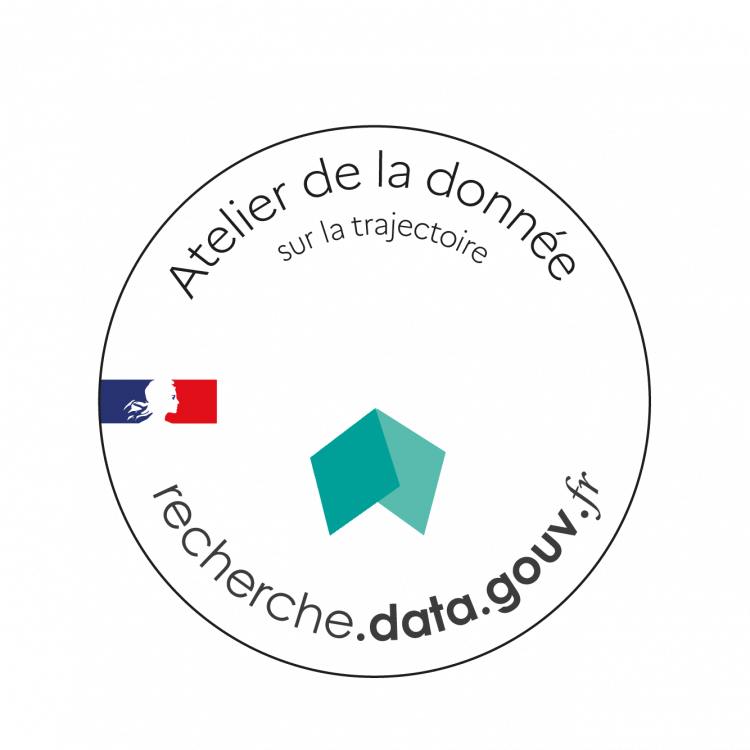 Atelier de la donnée
sur la trajectoire
recherche.data.gouv.fr